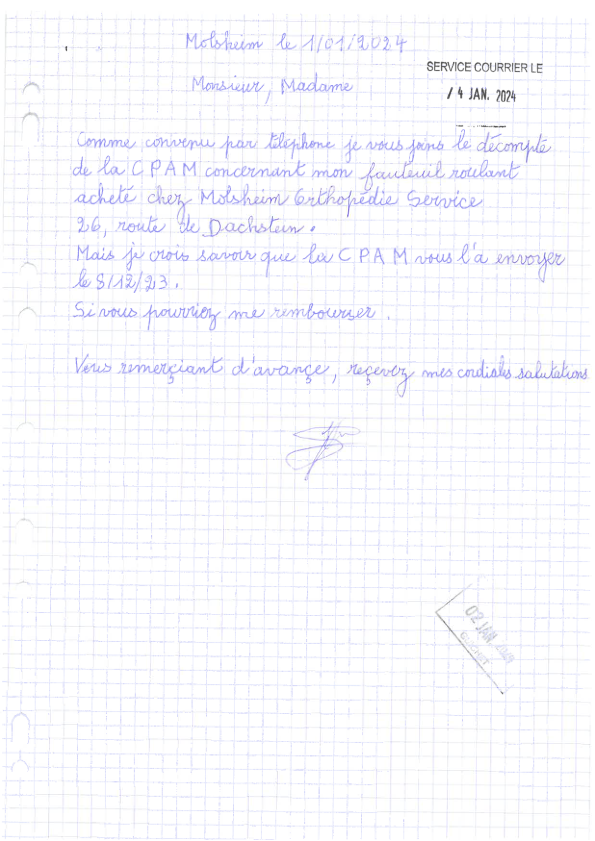 Molsheim le 1/01/2024
SERVICE COURRIER LE
/ 4 JAN. 2024
Monsieur, Madame
Comme convenu par téléphone je vous joins le décompte
de la CPAM concernant mon fauteuil roulant
acheté chez Molsheim Orthopédie Service
26, route de Dachstein.
Mais je crois savoir que la CPAM vous l'a envoyer
le 8/12/23.
Si vous pourriez me rembourser.
Vous remerçiant d'avançe, reçevez mes cordiales salutations
02 JAN 2024